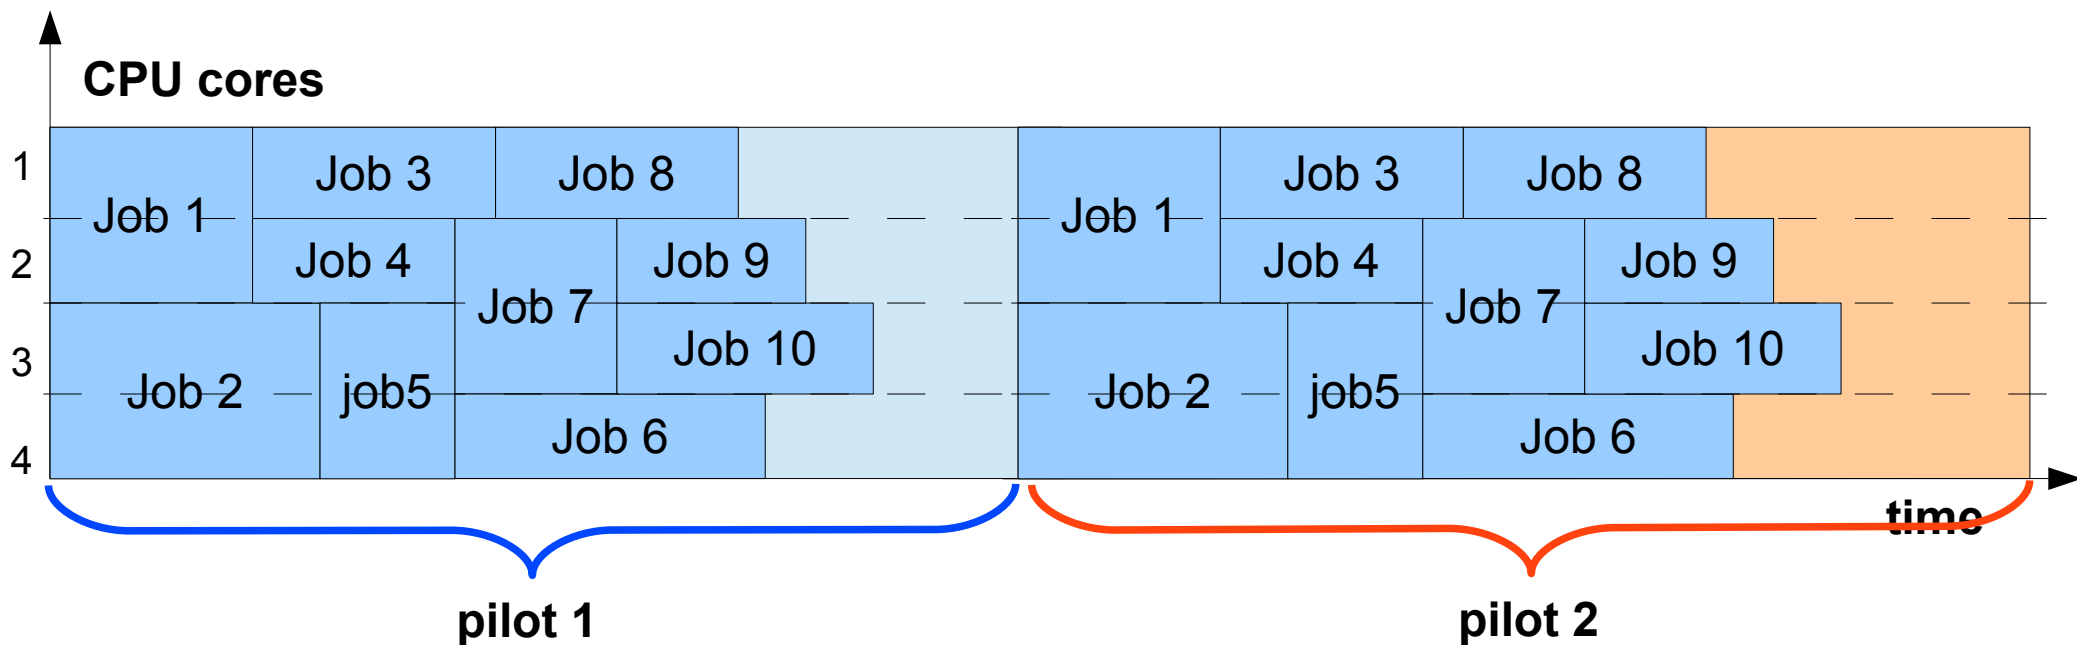 CPU cores
1
2
3
4
Job 1
Job 3
Job 8
Job 4
Job 9
Job 7
Job 10
Job 2
job5
Job 6
Job 1
Job 3
Job 8
Job 4
Job 9
Job 7
Job 10
Job 2
job5
Job 6
time
pilot 1
pilot 2